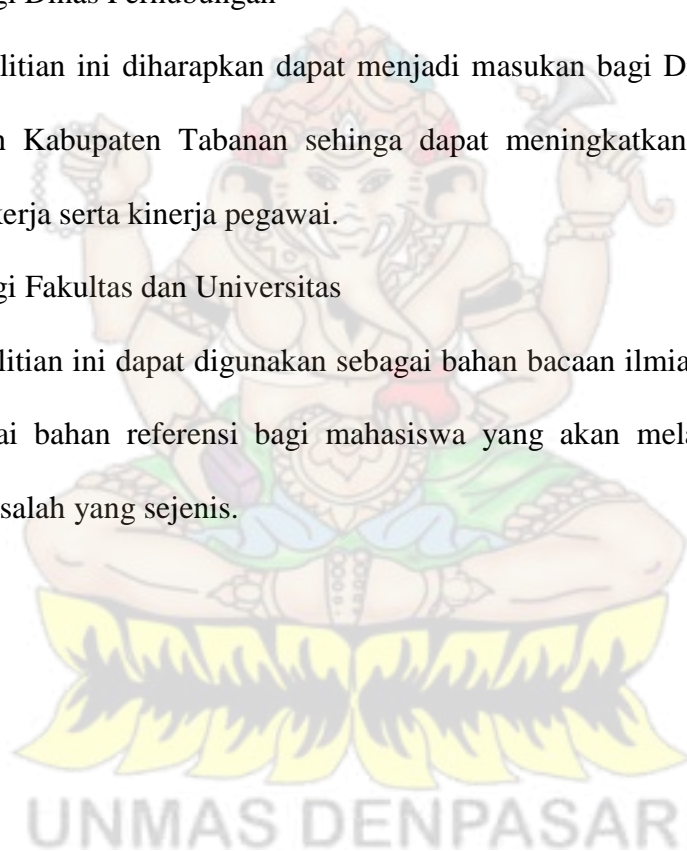 gi Dinas Perhubungan
litian ini diharapkan dapat menjadi masukan bagi D
n Kabupaten Tabanan sehinga dapat meningkatkan
kerja serta kinerja pegawai.
gi Fakultas dan Universitas
litian ini dapat digunakan sebagai bahan bacaan ilmia
ai bahan referensi bagi mahasiswa yang akan mela
salah yang sejenis.
UNMAS DENPASAR